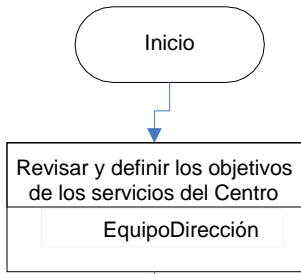 Inicio
Revisar y definir los objetivos
de los servicios del Centro
EquipoDirección